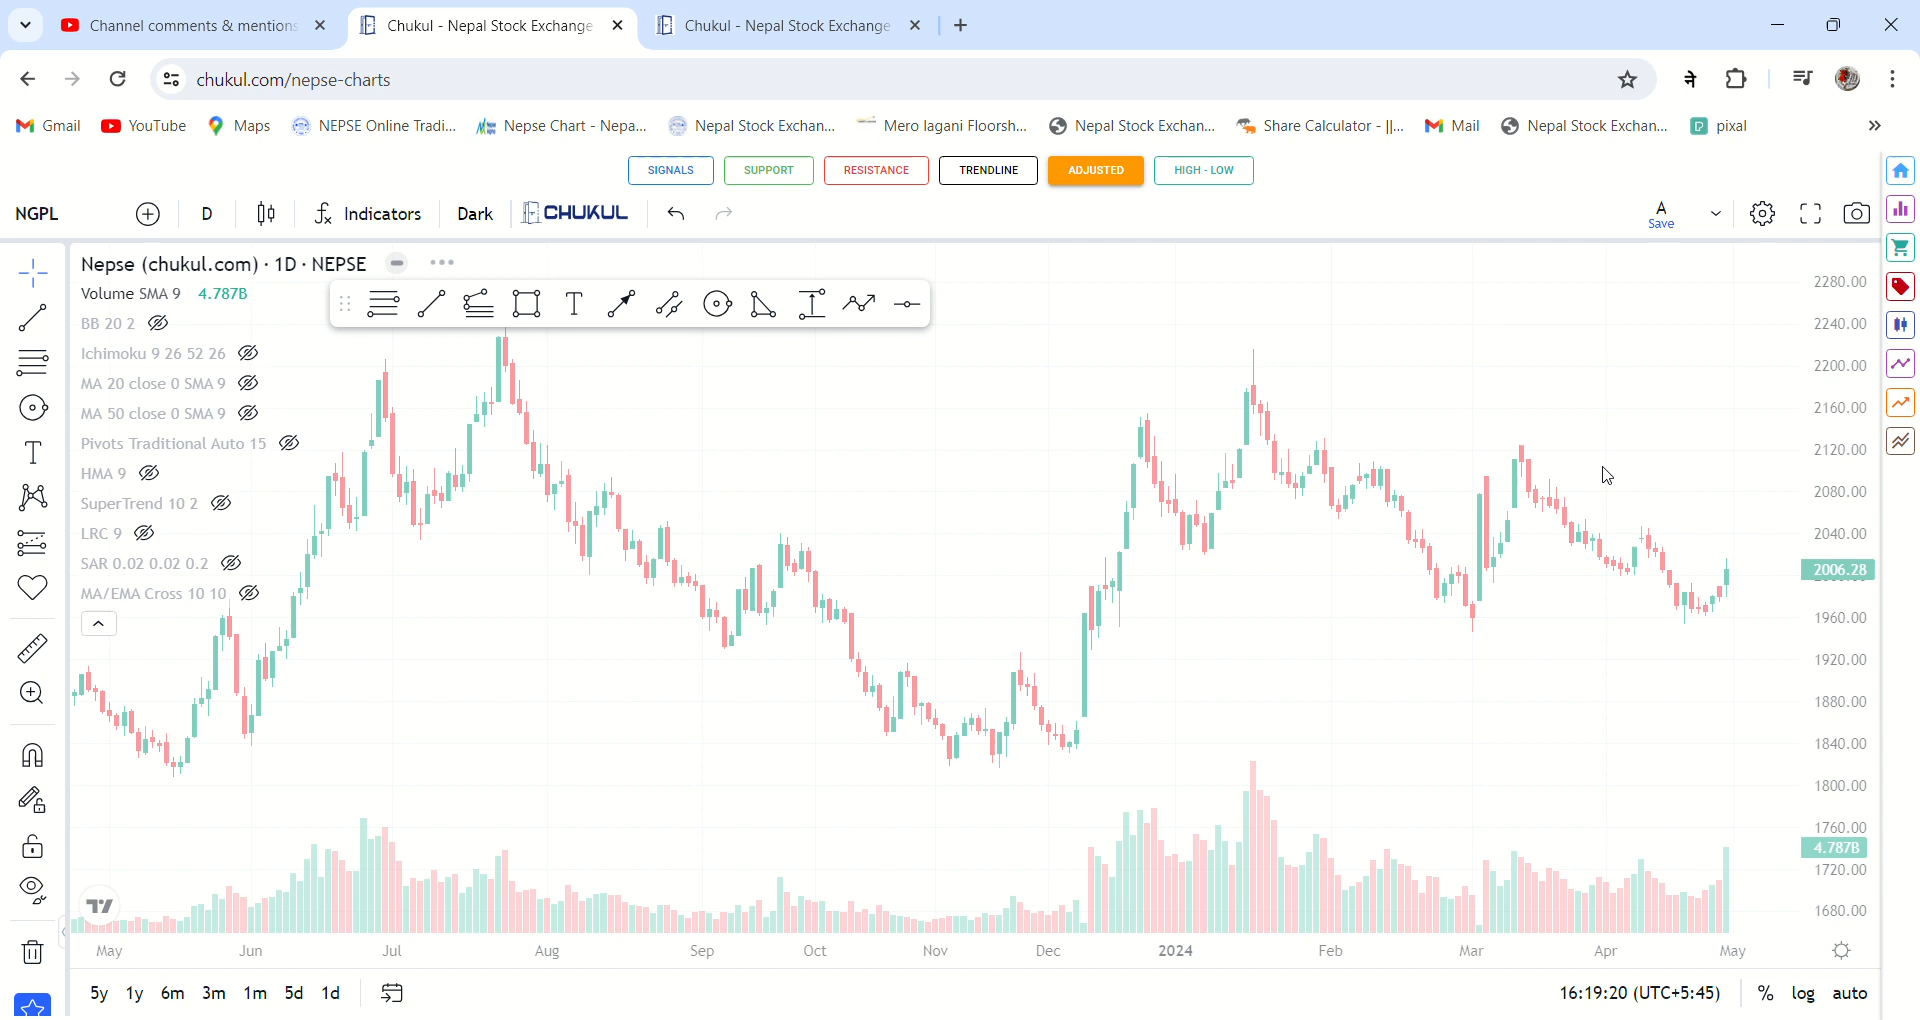 Channel comments & mentions
Chukul - Nepal Stock Exchange
Chukul - Nepal Stock Exchange
chukul.com/nepse-charts
ने
Gmail
YouTube
Maps
NEPSE Online Tradi...
Nepse Chart - Nepa...
Nepal Stock Exchan...
Mero lagani Floorsh...
Nepal Stock Exchan...
Share Calculator - ||...
Mail
Nepal Stock Exchan...
pixal
SIGNALS
SUPPORT
RESISTANCE
TRENDLINE
ADJUSTED
HIGH - LOW
NGPL
D
Indicators
Dark
CHUKUL
A
Save
Nepse (chukul.com) · 1D · NEPSE
Volume SMA 9 4.787B
BB 20 2
Ichimoku 9 26 52 26
MA 20 close 0 SMA 9
MA 50 close 0 SMA 9
Pivots Traditional Auto 15
HMA 9
SuperTrend 10 2
LRC 9
SAR 0.02 0.02 0.2
MA/EMA Cross 10 10
2280.00
2240.00
2200.00
2160.00
2120.00
2080.00
2040.00
2006.28
1960.00
1920.00
1880.00
1840.00
1800.00
1760.00
4.787B
1720.00
1680.00
May Jun Jul Aug Sep Oct Nov Dec 2024 Feb Mar Apr May
5y 1y 6m 3m 1m 5d 1d
16:19:20 (UTC+5:45)
% log auto